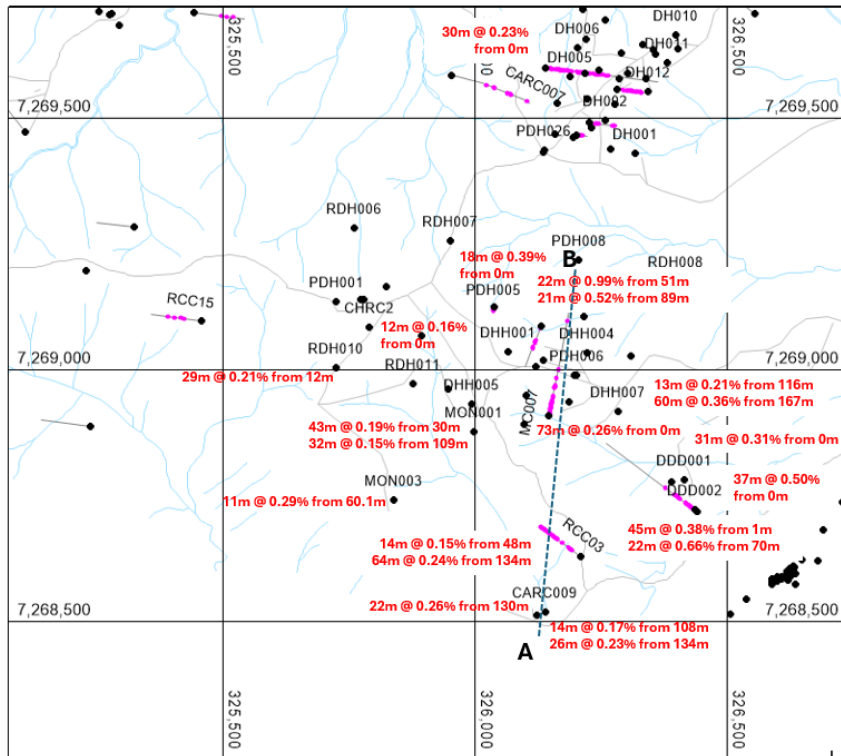 DH010
30m @ 0.23%
from 0m
DH006
DH011
325,500
00
326,500
DH005
DH012
CARC007
DH002
7,269,500
7,269,500
PDH026
DH001
RDH006
RDH007
PDH008
18m @ 0.39%
from 0m
B
RDH008
22m @ 0.99% from 51m
21m @ 0.52% from 89m
PDH001
PDH005
RCC15
CHRC2
12m @ 0.16%
from 0m
DHH001
DHH004
7,269,000
7,269,000
RDH010
RDH011
PDH006
29m @ 0.21% from 12m
DHH005
DHH007
13m @ 0.21% from 116m
60m @ 0.36% from 167m
MON001
MC007
43m @ 0.19% from 30m
32m @ 0.15% from 109m
73m @ 0.26% from 0m
31m @ 0.31% from 0m
DDD001
MON003
37m @ 0.50%
from 0m
DDD002
11m @ 0.29% from 60.1m
45m @ 0.38% from 1m
22m @ 0.66% from 70m
RCC03
14m @ 0.15% from 48m
64m @ 0.24% from 134m
CARC009
22m @ 0.26% from 130m
7,268,500
7,268,500
14m @ 0.17% from 108m
26m @ 0.23% from 134m
A
325,500
326,000
326,500